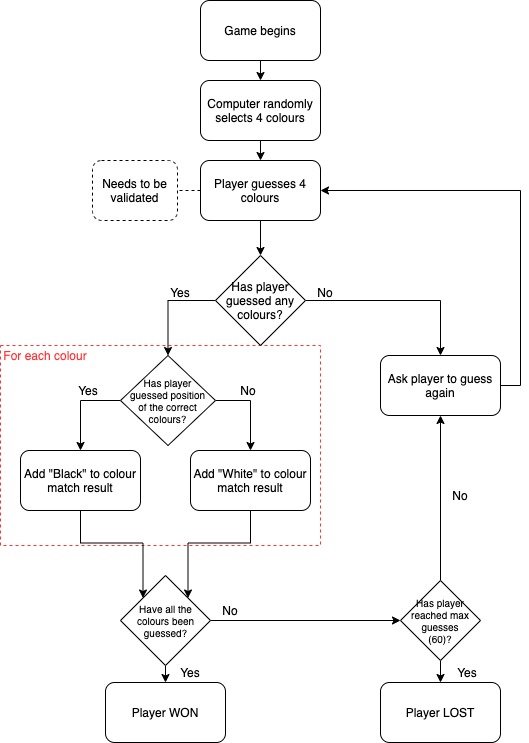 Game begins
Computer randomly
selects 4 colours
Needs to be
validated
Player guesses 4
colours
Has player
guessed any
colours?
Yes
No
For each colour
Has player
guessed position
of the correct
colours?
Yes
No
Ask player to guess
again
Add "Black" to colour
match result
Add "White" to colour
match result
No
Have all the
colours been
guessed?
No
Has player
reached max
guesses
(60)?
Yes
Yes
Player WON
Player LOST